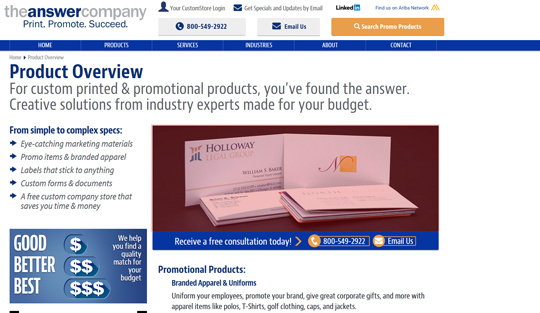 theanswercompany
Print. Promote. Succeed.
Your CustomStore Login
Get Specials and Updates by Email
LinkedIn
Find us on Ariba Network
800-549-2922
Email Us
Search Promo Products
HOME
PRODUCTS
SERVICES
INDUSTRIES
ABOUT
CONTACT
Home
Product Overview
Product Overview
For custom printed & promotional products, you've found the answer.
Creative solutions from industry experts made for your budget.
From simple to complex specs:
Eye-catching marketing materials
Promo items & branded apparel
Labels that stick to anything
Custom forms & documents
A free custom company store that
saves you time & money
HOLLOWAY
LEGAL GROUP
WILLIAM S. BAKER
N
Receive a free consultation today!
800-549-2922
Email Us
GOOD $
BETTER $$
BEST $$$
We help
you find a
quality
match for
your
budget
Promotional Products:
Branded Apparel & Uniforms
Uniform your employees, promote your brand, give great corporate gifts, and more with
apparel items like polos, T-Shirts, golf clothing, caps, and jackets.